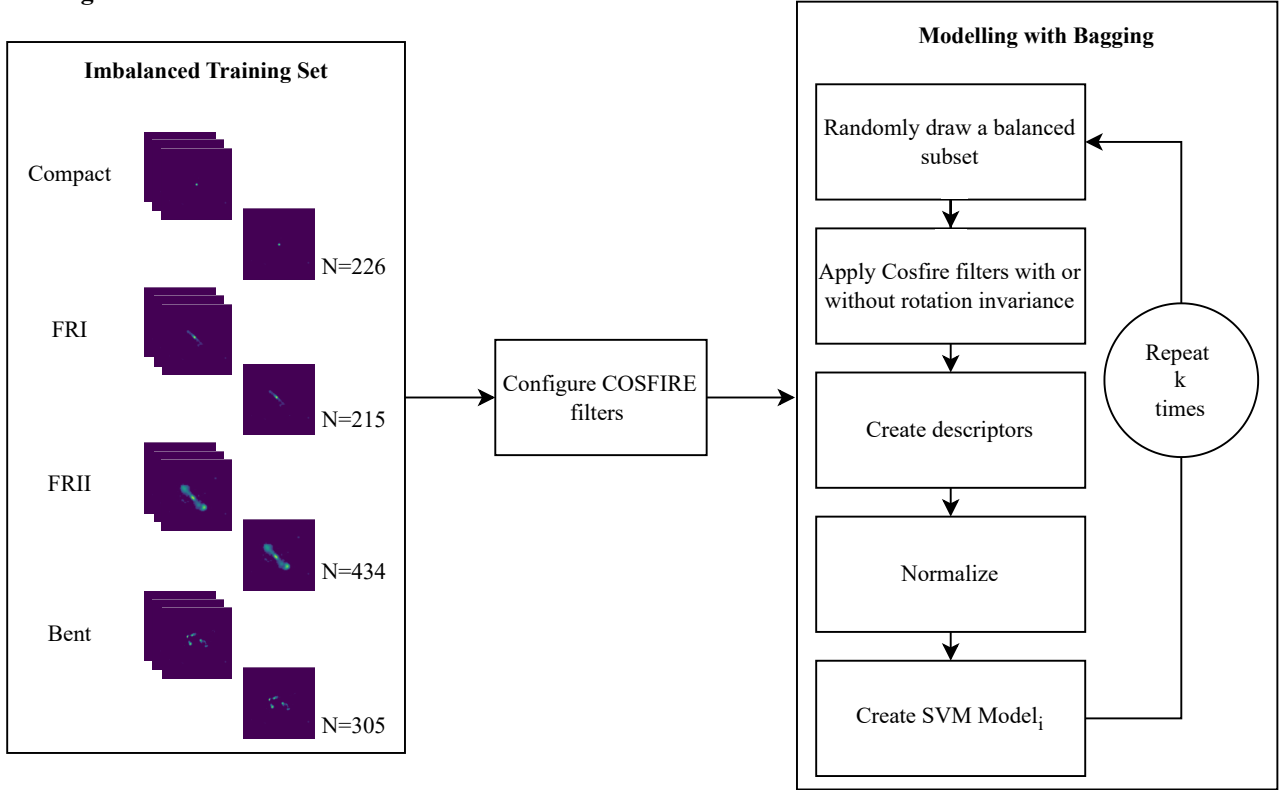 Imbalanced Training Set
Compact
N=226
FRI
N=215
FRII
N=434
Bent
N=305
Configure COSFIRE
filters
Modelling with Bagging
Randomly draw a balanced
subset
Apply Cosfire filters with or
without rotation invariance
Create descriptors
Normalize
Create SVM Modelᵢ
Repeat
k
times